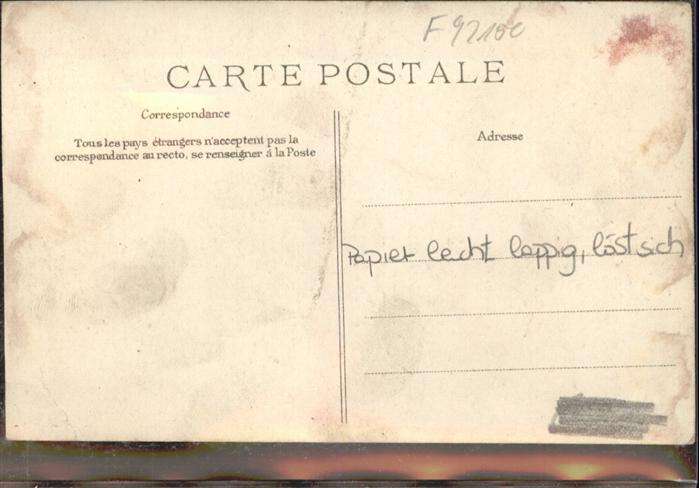 F 92100
CARTE POSTALE
Correspondance
Tous les pays étrangers n'acceptent pas la
correspondance au recto, se renseigner á la Poste
Adresse
Papier leicht lappig, löst sich